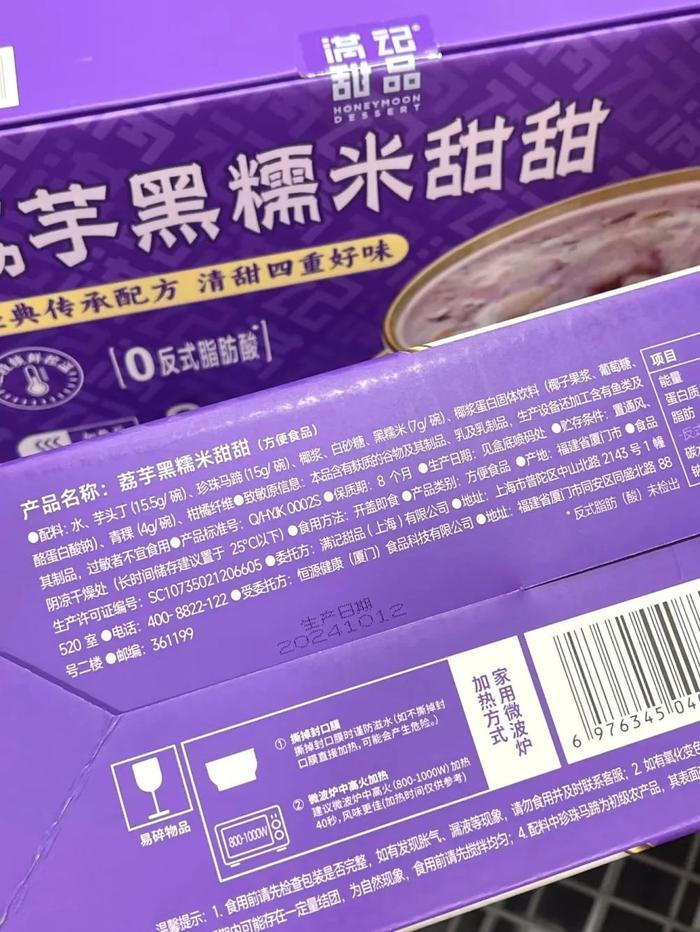 满记
甜品
HONEYMOON
DESSERT
芋黑糯米甜甜
典传承配方 清甜四重好味
0反式脂肪酸*
产品名称：荔芋黑糯米甜甜（方便食品）
●配料：水、芋头丁（15.5g/碗）、珍珠马蹄（15g/碗）、椰浆、白砂糖、黑糯米（7g/碗）、椰浆蛋白固体饮料（椰子果浆、葡萄糖、
酪蛋白酸钠）、青稞（4g/碗）、柑橘纤维●致敏原信息：本品含有麸质的谷物及其制品、乳及乳制品，生产设备还加工含有鱼类及
其制品，过敏者不宜食用●产品标准号：Q/HYJK 0002S●保质期：8个月●生产日期：见盒底喷码处●贮存条件：置通风、
阴凉干燥处（长时间储存建议置于25℃以下）●食用方法：开盖即食●产品类别：方便食品●产地：福建省厦门市●食品
生产许可证编号：SC10735021206605●委托方：满记甜品（上海）有限公司●地址：上海市普陀区中山北路2143号1幢
520室●电话：400-8822-122●受委托方：恒源健康（厦门）食品科技有限公司●地址：福建省厦门市同安区同盛北路88
号二楼●邮编：361199
*反式脂肪（酸）未检出
项目
能量
蛋白质
脂肪
生产日期
20241012
易碎物品
① 撕掉封口膜
撕掉封口膜时谨防溢水（如不撕掉封
口膜直接加热，可能会产生危险。）
② 微波炉中高火加热
建议微波炉中高火（800-1000W）加热
40秒，风味更佳（加热时间仅供参考）
800-1000W
家用微波炉
加热方式
6 976345 04
温馨提示：1.食用前请先检查包装是否完整，如有发现胀气、漏液等现象，请勿食用并及时联系客服；2.如有氧化变色
期内可能存在一定量结团，为自然现象，食用前请先搅拌均匀；4.配料中珍珠马蹄为初级农产品，其表面